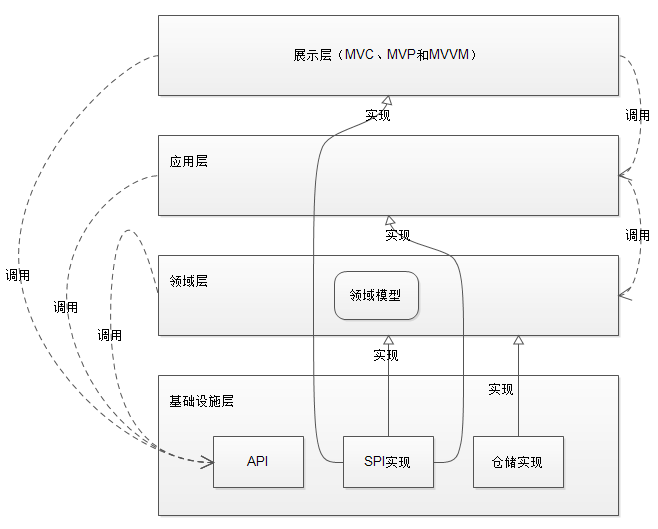 展示层（MVC、MVP和MVVM）
实现
调用
应用层
实现
调用
领域层
领域模型
调用
调用
调用
实现
实现
基础设施层
API
SPI实现
仓储实现